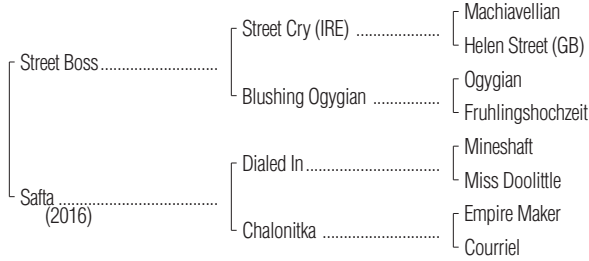 Machiavellian
Street Cry (IRE) ..................
Helen Street (GB)
Street Boss...........................
Ogygian
Blushing Ogygian ................
Fruhlingshochzeit
Mineshaft
Dialed In................................
Miss Doolittle
Safta .....................................
(2016)
Empire Maker
Chalonitka ............................
Courriel